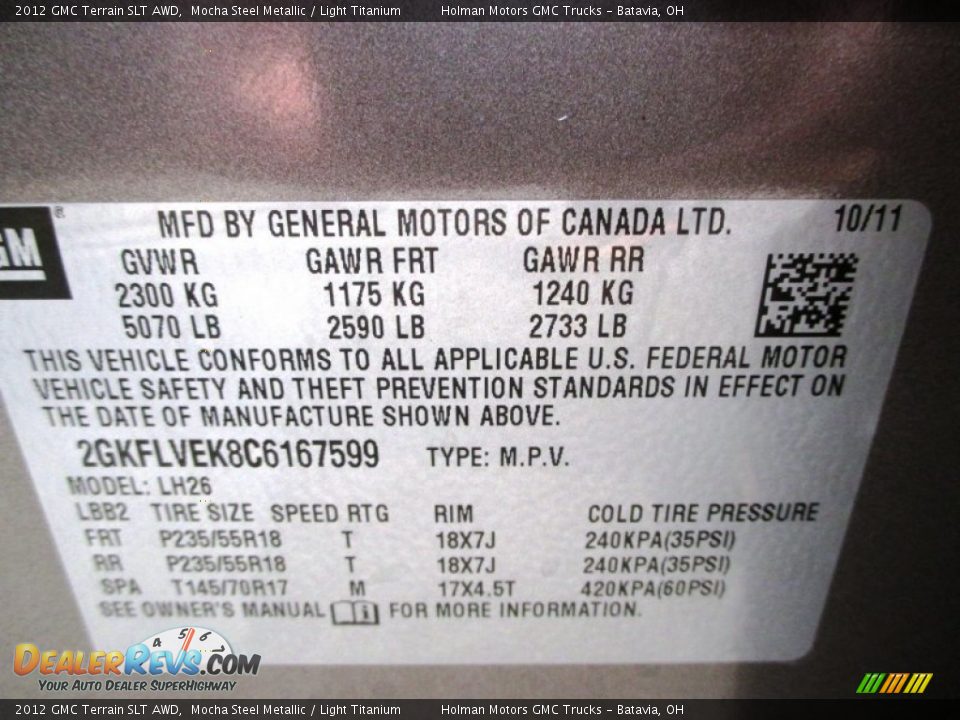 2012 GMC Terrain SLT AWD, Mocha Steel Metallic / Light Titanium Holman Motors GMC Trucks - Batavia, OH
GM ®
MFD BY GENERAL MOTORS OF CANADA LTD. 10/11
GVWR GAWR FRT GAWR RR
2300 KG 1175 KG 1240 KG
5070 LB 2590 LB 2733 LB
THIS VEHICLE CONFORMS TO ALL APPLICABLE U.S. FEDERAL MOTOR
VEHICLE SAFETY AND THEFT PREVENTION STANDARDS IN EFFECT ON
THE DATE OF MANUFACTURE SHOWN ABOVE.
2GKFLVEK8C6167599 TYPE: M.P.V.
MODEL: LH26
LBB2 TIRE SIZE SPEED RTG RIM COLD TIRE PRESSURE
FRT P235/55R18 T 18X7J 240KPA(35PSI)
RR P235/55R18 T 18X7J 240KPA(35PSI)
SPA T145/70R17 M 17X4.5T 420KPA(60PSI)
SEE OWNER'S MANUAL i FOR MORE INFORMATION.
4 5 6
DEALERREVS.COM
YOUR AUTO DEALER SUPERHIGHWAY
2012 GMC Terrain SLT AWD, Mocha Steel Metallic / Light Titanium Holman Motors GMC Trucks - Batavia, OH